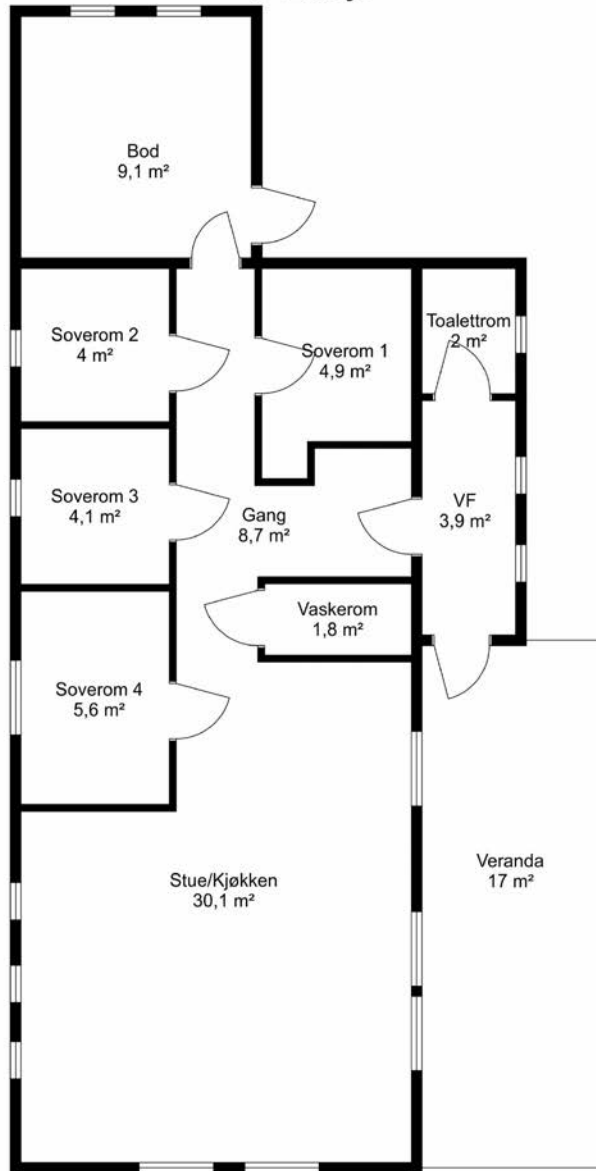 Bod
9,1 m²
Soverom 2
4 m²
Soverom 1
4,9 m²
Toalettrom
2 m²
Soverom 3
4,1 m²
Gang
8,7 m²
VF
3,9 m²
Vaskerom
1,8 m²
Soverom 4
5,6 m²
Stue/Kjøkken
30,1 m²
Veranda
17 m²